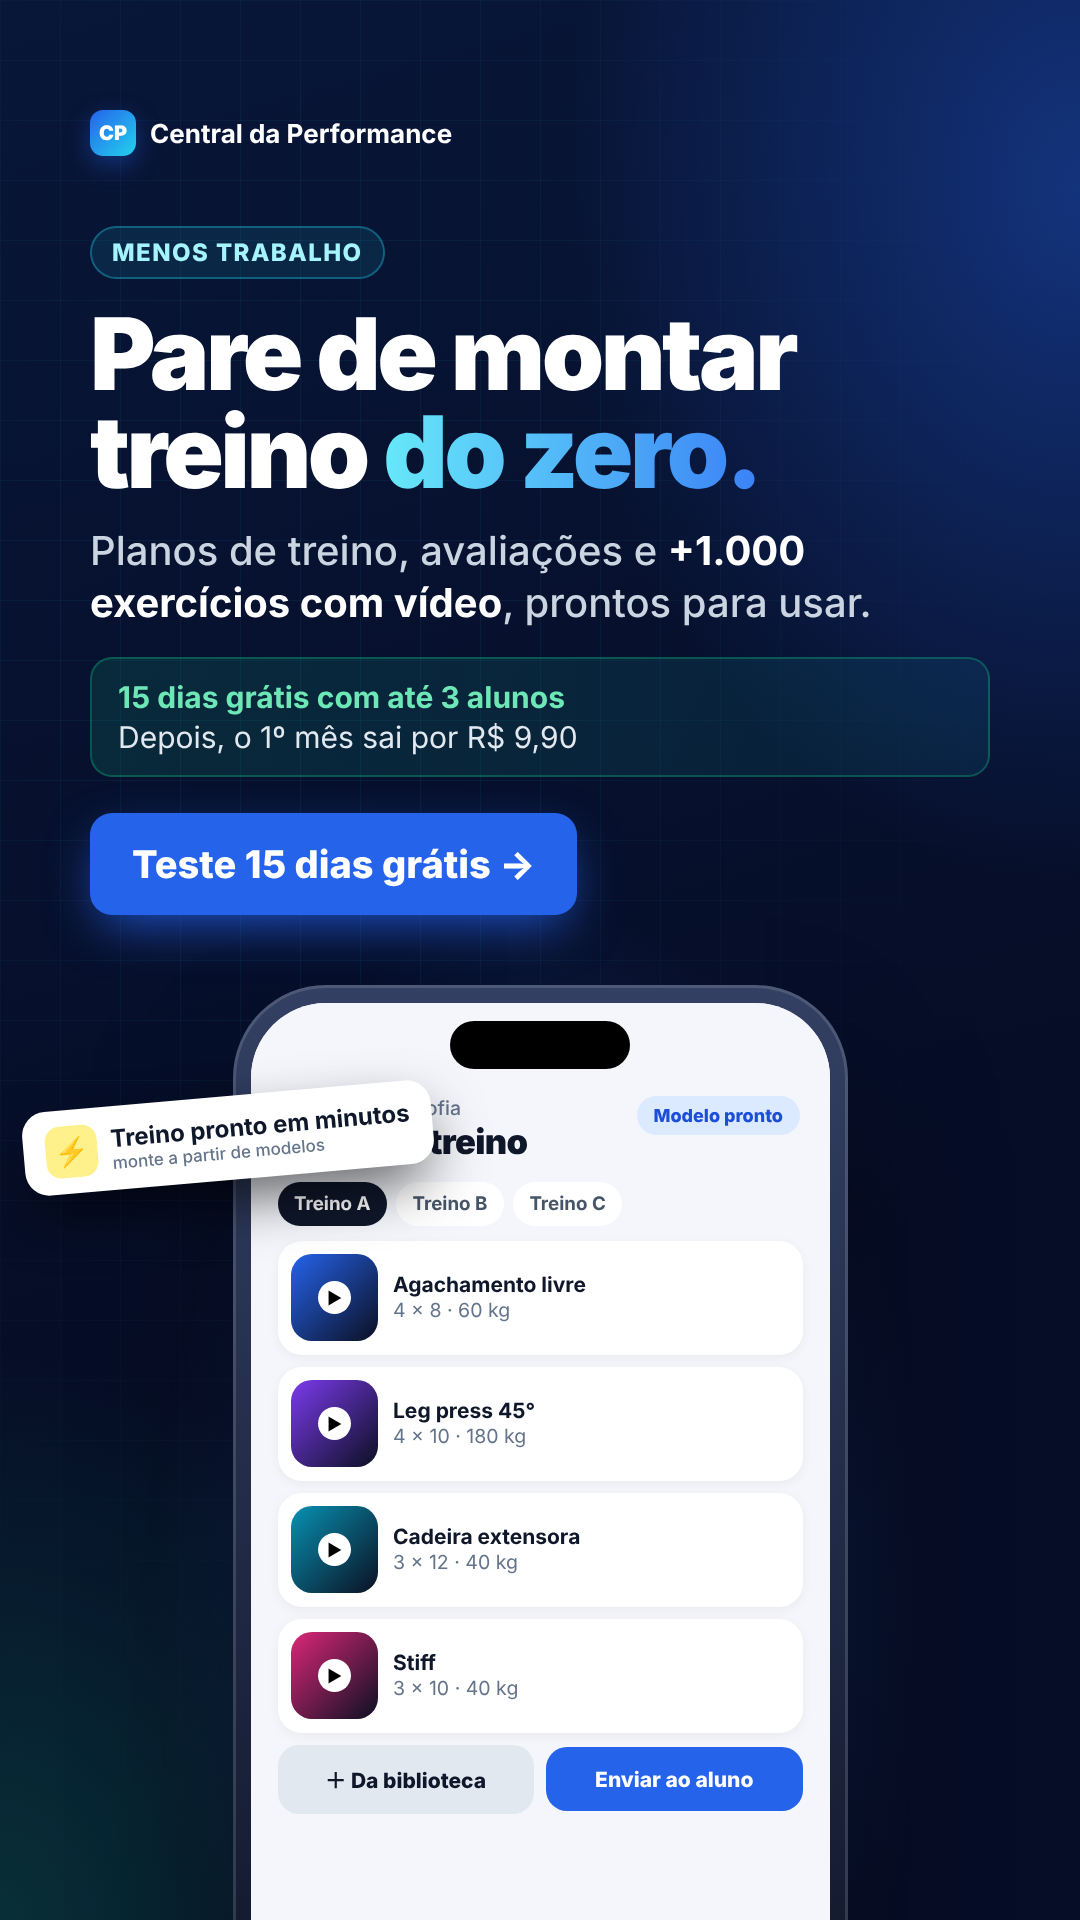 CP Central da Performance
MENOS TRABALHO
Pare de montar
treino do zero.
Planos de treino, avaliações e +1.000
exercícios com vídeo, prontos para usar.
15 dias grátis com até 3 alunos
Depois, o 1º mês sai por R$ 9,90
Teste 15 dias grátis →
⚡ Treino pronto em minutos
monte a partir de modelos
treino
Modelo pronto
Treino A Treino B Treino C
Agachamento livre
4 × 8 · 60 kg
Leg press 45°
4 × 10 · 180 kg
Cadeira extensora
3 × 12 · 40 kg
Stiff
3 × 10 · 40 kg
+ Da biblioteca
Enviar ao aluno